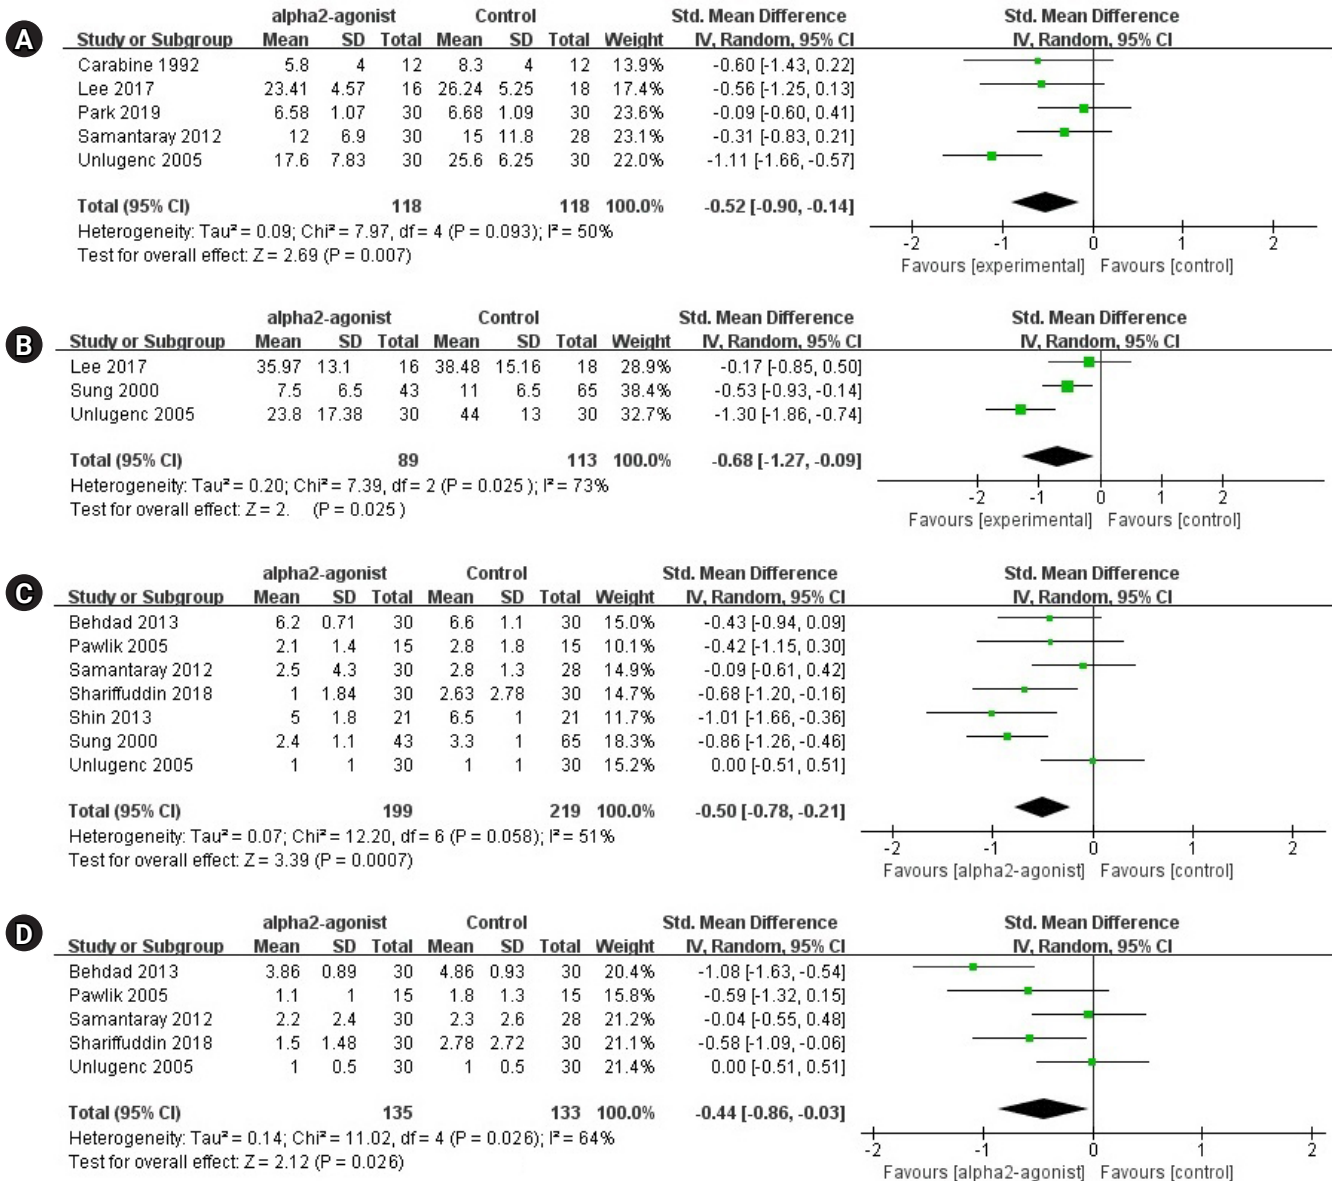 A
alpha2-agonist Control Std. Mean Difference Std. Mean Difference
Study or Subgroup Mean SD Total Mean SD Total Weight IV, Random, 95% CI IV, Random, 95% CI
Carabine 1992 5.8 4 12 8.3 4 12 13.9% -0.60 [-1.43, 0.22]
Lee 2017 23.41 4.57 16 26.24 5.25 18 17.4% -0.56 [-1.25, 0.13]
Park 2019 6.58 1.07 30 6.68 1.09 30 23.6% -0.09 [-0.60, 0.41]
Samantaray 2012 12 6.9 30 15 11.8 28 23.1% -0.31 [-0.83, 0.21]
Unlugenc 2005 17.6 7.83 30 25.6 6.25 30 22.0% -1.11 [-1.66, -0.57]
Total (95% CI) 118 118 100.0% -0.52 [-0.90, -0.14]
Heterogeneity: Tau² = 0.09; Chi² = 7.97, df = 4 (P = 0.093); I² = 50%
Test for overall effect: Z = 2.69 (P = 0.007)
-2 -1 0 1 2
Favours [experimental] Favours [control]
B
alpha2-agonist Control Std. Mean Difference Std. Mean Difference
Study or Subgroup Mean SD Total Mean SD Total Weight IV, Random, 95% CI IV, Random, 95% CI
Lee 2017 35.97 13.1 16 38.48 15.16 18 28.9% -0.17 [-0.85, 0.50]
Sung 2000 7.5 6.5 43 11 6.5 65 38.4% -0.53 [-0.93, -0.14]
Unlugenc 2005 23.8 17.38 30 44 13 30 32.7% -1.30 [-1.86, -0.74]
Total (95% CI) 89 113 100.0% -0.68 [-1.27, -0.09]
Heterogeneity: Tau² = 0.20; Chi² = 7.39, df = 2 (P = 0.025 ); I² = 73%
Test for overall effect: Z = 2. (P = 0.025 )
-2 -1 0 1 2
Favours [experimental] Favours [control]
C
alpha2-agonist Control Std. Mean Difference Std. Mean Difference
Study or Subgroup Mean SD Total Mean SD Total Weight IV, Random, 95% CI IV, Random, 95% CI
Behdad 2013 6.2 0.71 30 6.6 1.1 30 15.0% -0.43 [-0.94, 0.09]
Pawlik 2005 2.1 1.4 15 2.8 1.8 15 10.1% -0.42 [-1.15, 0.30]
Samantaray 2012 2.5 4.3 30 2.8 1.3 28 14.9% -0.09 [-0.61, 0.42]
Shariffuddin 2018 1 1.84 30 2.63 2.78 30 14.7% -0.68 [-1.20, -0.16]
Shin 2013 5 1.8 21 6.5 1 21 11.7% -1.01 [-1.66, -0.36]
Sung 2000 2.4 1.1 43 3.3 1 65 18.3% -0.86 [-1.26, -0.46]
Unlugenc 2005 1 1 30 1 1 30 15.2% 0.00 [-0.51, 0.51]
Total (95% CI) 199 219 100.0% -0.50 [-0.78, -0.21]
Heterogeneity: Tau² = 0.07; Chi² = 12.20, df = 6 (P = 0.058); I² = 51%
Test for overall effect: Z = 3.39 (P = 0.0007)
-2 -1 0 1 2
Favours [alpha2-agonist] Favours [control]
D
alpha2-agonist Control Std. Mean Difference Std. Mean Difference
Study or Subgroup Mean SD Total Mean SD Total Weight IV, Random, 95% CI IV, Random, 95% CI
Behdad 2013 3.86 0.89 30 4.86 0.93 30 20.4% -1.08 [-1.63, -0.54]
Pawlik 2005 1.1 1 15 1.8 1.3 15 15.8% -0.59 [-1.32, 0.15]
Samantaray 2012 2.2 2.4 30 2.3 2.6 28 21.2% -0.04 [-0.55, 0.48]
Shariffuddin 2018 1.5 1.48 30 2.78 2.72 30 21.1% -0.58 [-1.09, -0.06]
Unlugenc 2005 1 0.5 30 1 0.5 30 21.4% 0.00 [-0.51, 0.51]
Total (95% CI) 135 133 100.0% -0.44 [-0.86, -0.03]
Heterogeneity: Tau² = 0.14; Chi² = 11.02, df = 4 (P = 0.026); I² = 64%
Test for overall effect: Z = 2.12 (P = 0.026)
-2 -1 0 1 2
Favours [alpha2-agonist] Favours [control]